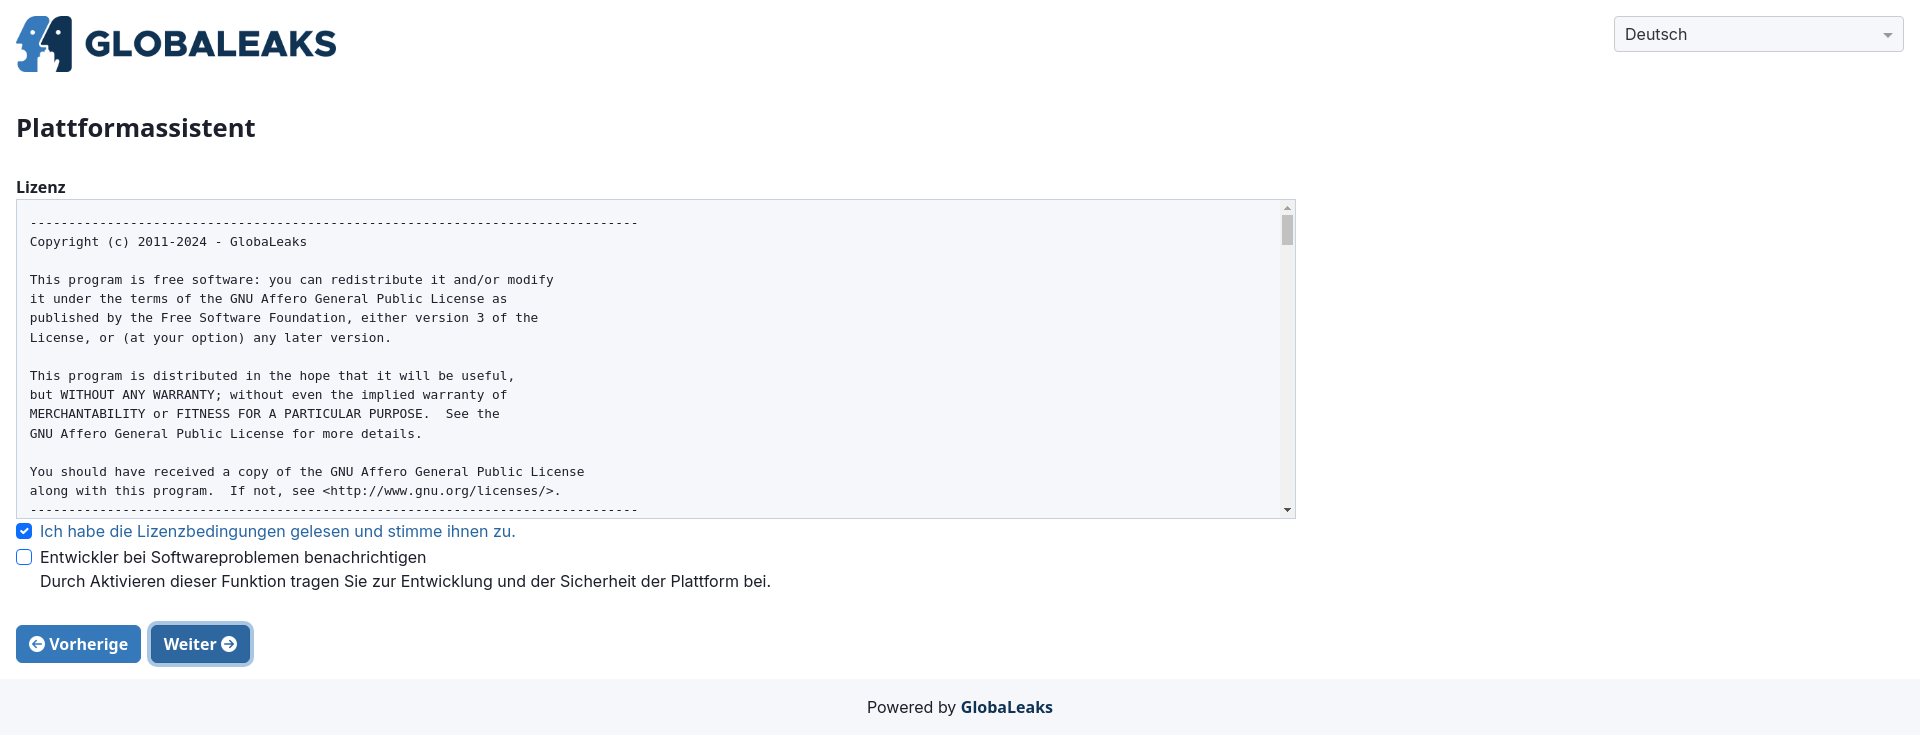 GLOBALEAKS
Deutsch
Plattformassistent
Lizenz
-------------------------------------------------------------------------------
Copyright (c) 2011-2024 - GlobaLeaks
This program is free software: you can redistribute it and/or modify
it under the terms of the GNU Affero General Public License as
published by the Free Software Foundation, either version 3 of the
License, or (at your option) any later version.
This program is distributed in the hope that it will be useful,
but WITHOUT ANY WARRANTY; without even the implied warranty of
MERCHANTABILITY or FITNESS FOR A PARTICULAR PURPOSE.  See the
GNU Affero General Public License for more details.
You should have received a copy of the GNU Affero General Public License
along with this program.  If not, see <http://www.gnu.org/licenses/>.
-------------------------------------------------------------------------------
Ich habe die Lizenzbedingungen gelesen und stimme ihnen zu.
Entwickler bei Softwareproblemen benachrichtigen
Durch Aktivieren dieser Funktion tragen Sie zur Entwicklung und der Sicherheit der Plattform bei.
Vorherige Weiter
Powered by GlobaLeaks